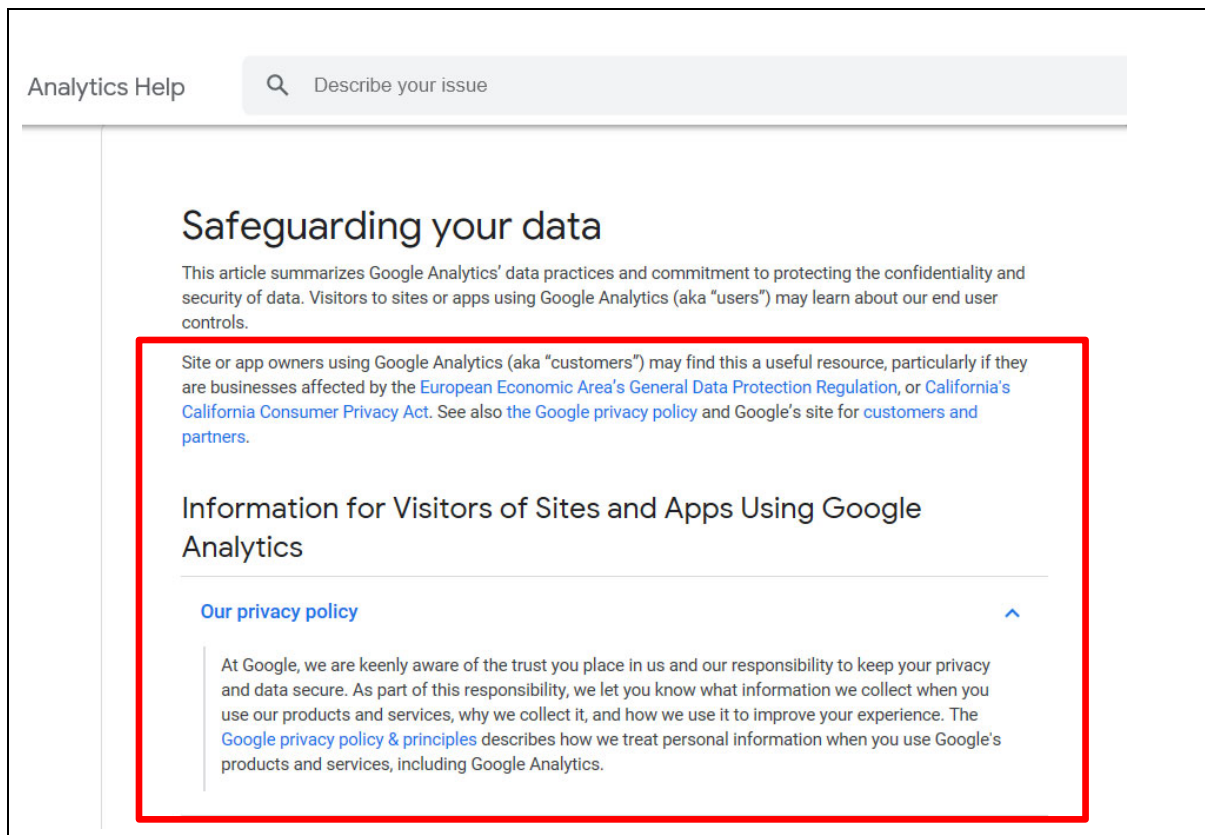 Analytics Help
Describe your issue
Safeguarding your data
This article summarizes Google Analytics’ data practices and commitment to protecting the confidentiality and
security of data. Visitors to sites or apps using Google Analytics (aka “users”) may learn about our end user
controls.
Site or app owners using Google Analytics (aka “customers”) may find this a useful resource, particularly if they
are businesses affected by the European Economic Area’s General Data Protection Regulation, or California's
California Consumer Privacy Act. See also the Google privacy policy and Google’s site for customers and
partners.
Information for Visitors of Sites and Apps Using Google
Analytics
Our privacy policy
At Google, we are keenly aware of the trust you place in us and our responsibility to keep your privacy
and data secure. As part of this responsibility, we let you know what information we collect when you
use our products and services, why we collect it, and how we use it to improve your experience. The
Google privacy policy & principles describes how we treat personal information when you use Google's
products and services, including Google Analytics.